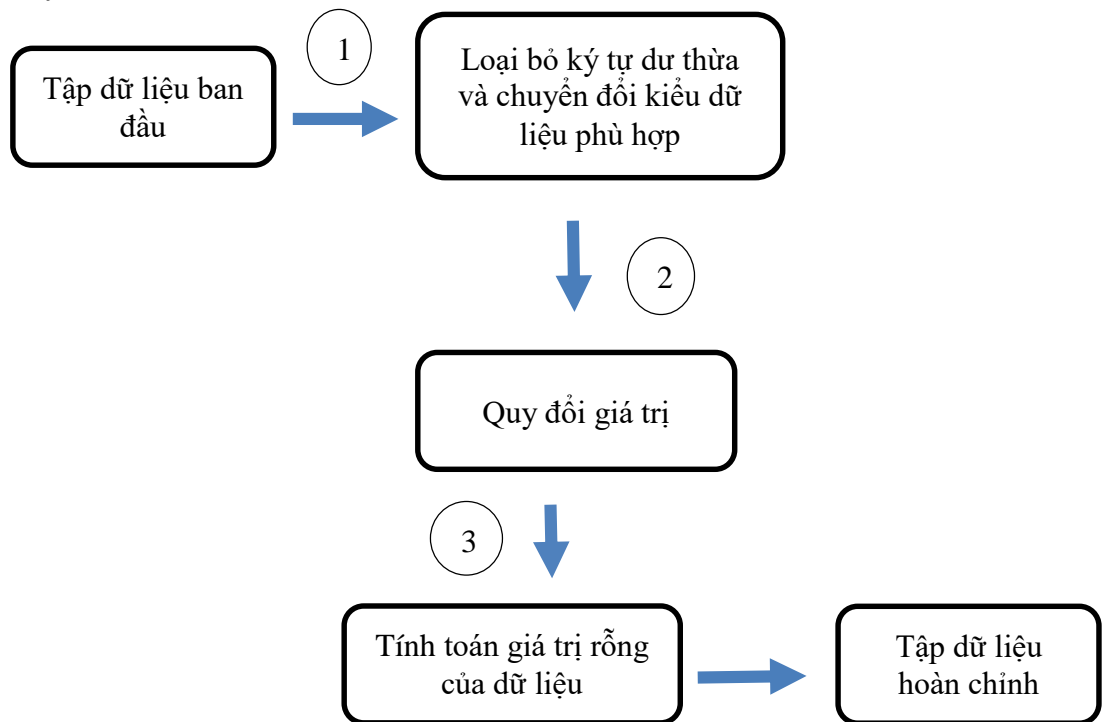 1
Tập dữ liệu ban
đầu
Loại bỏ ký tự dư thừa
và chuyển đổi kiểu dữ
liệu phù hợp
2
Quy đổi giá trị
3
Tính toán giá trị rỗng
của dữ liệu
Tập dữ liệu
hoàn chỉnh